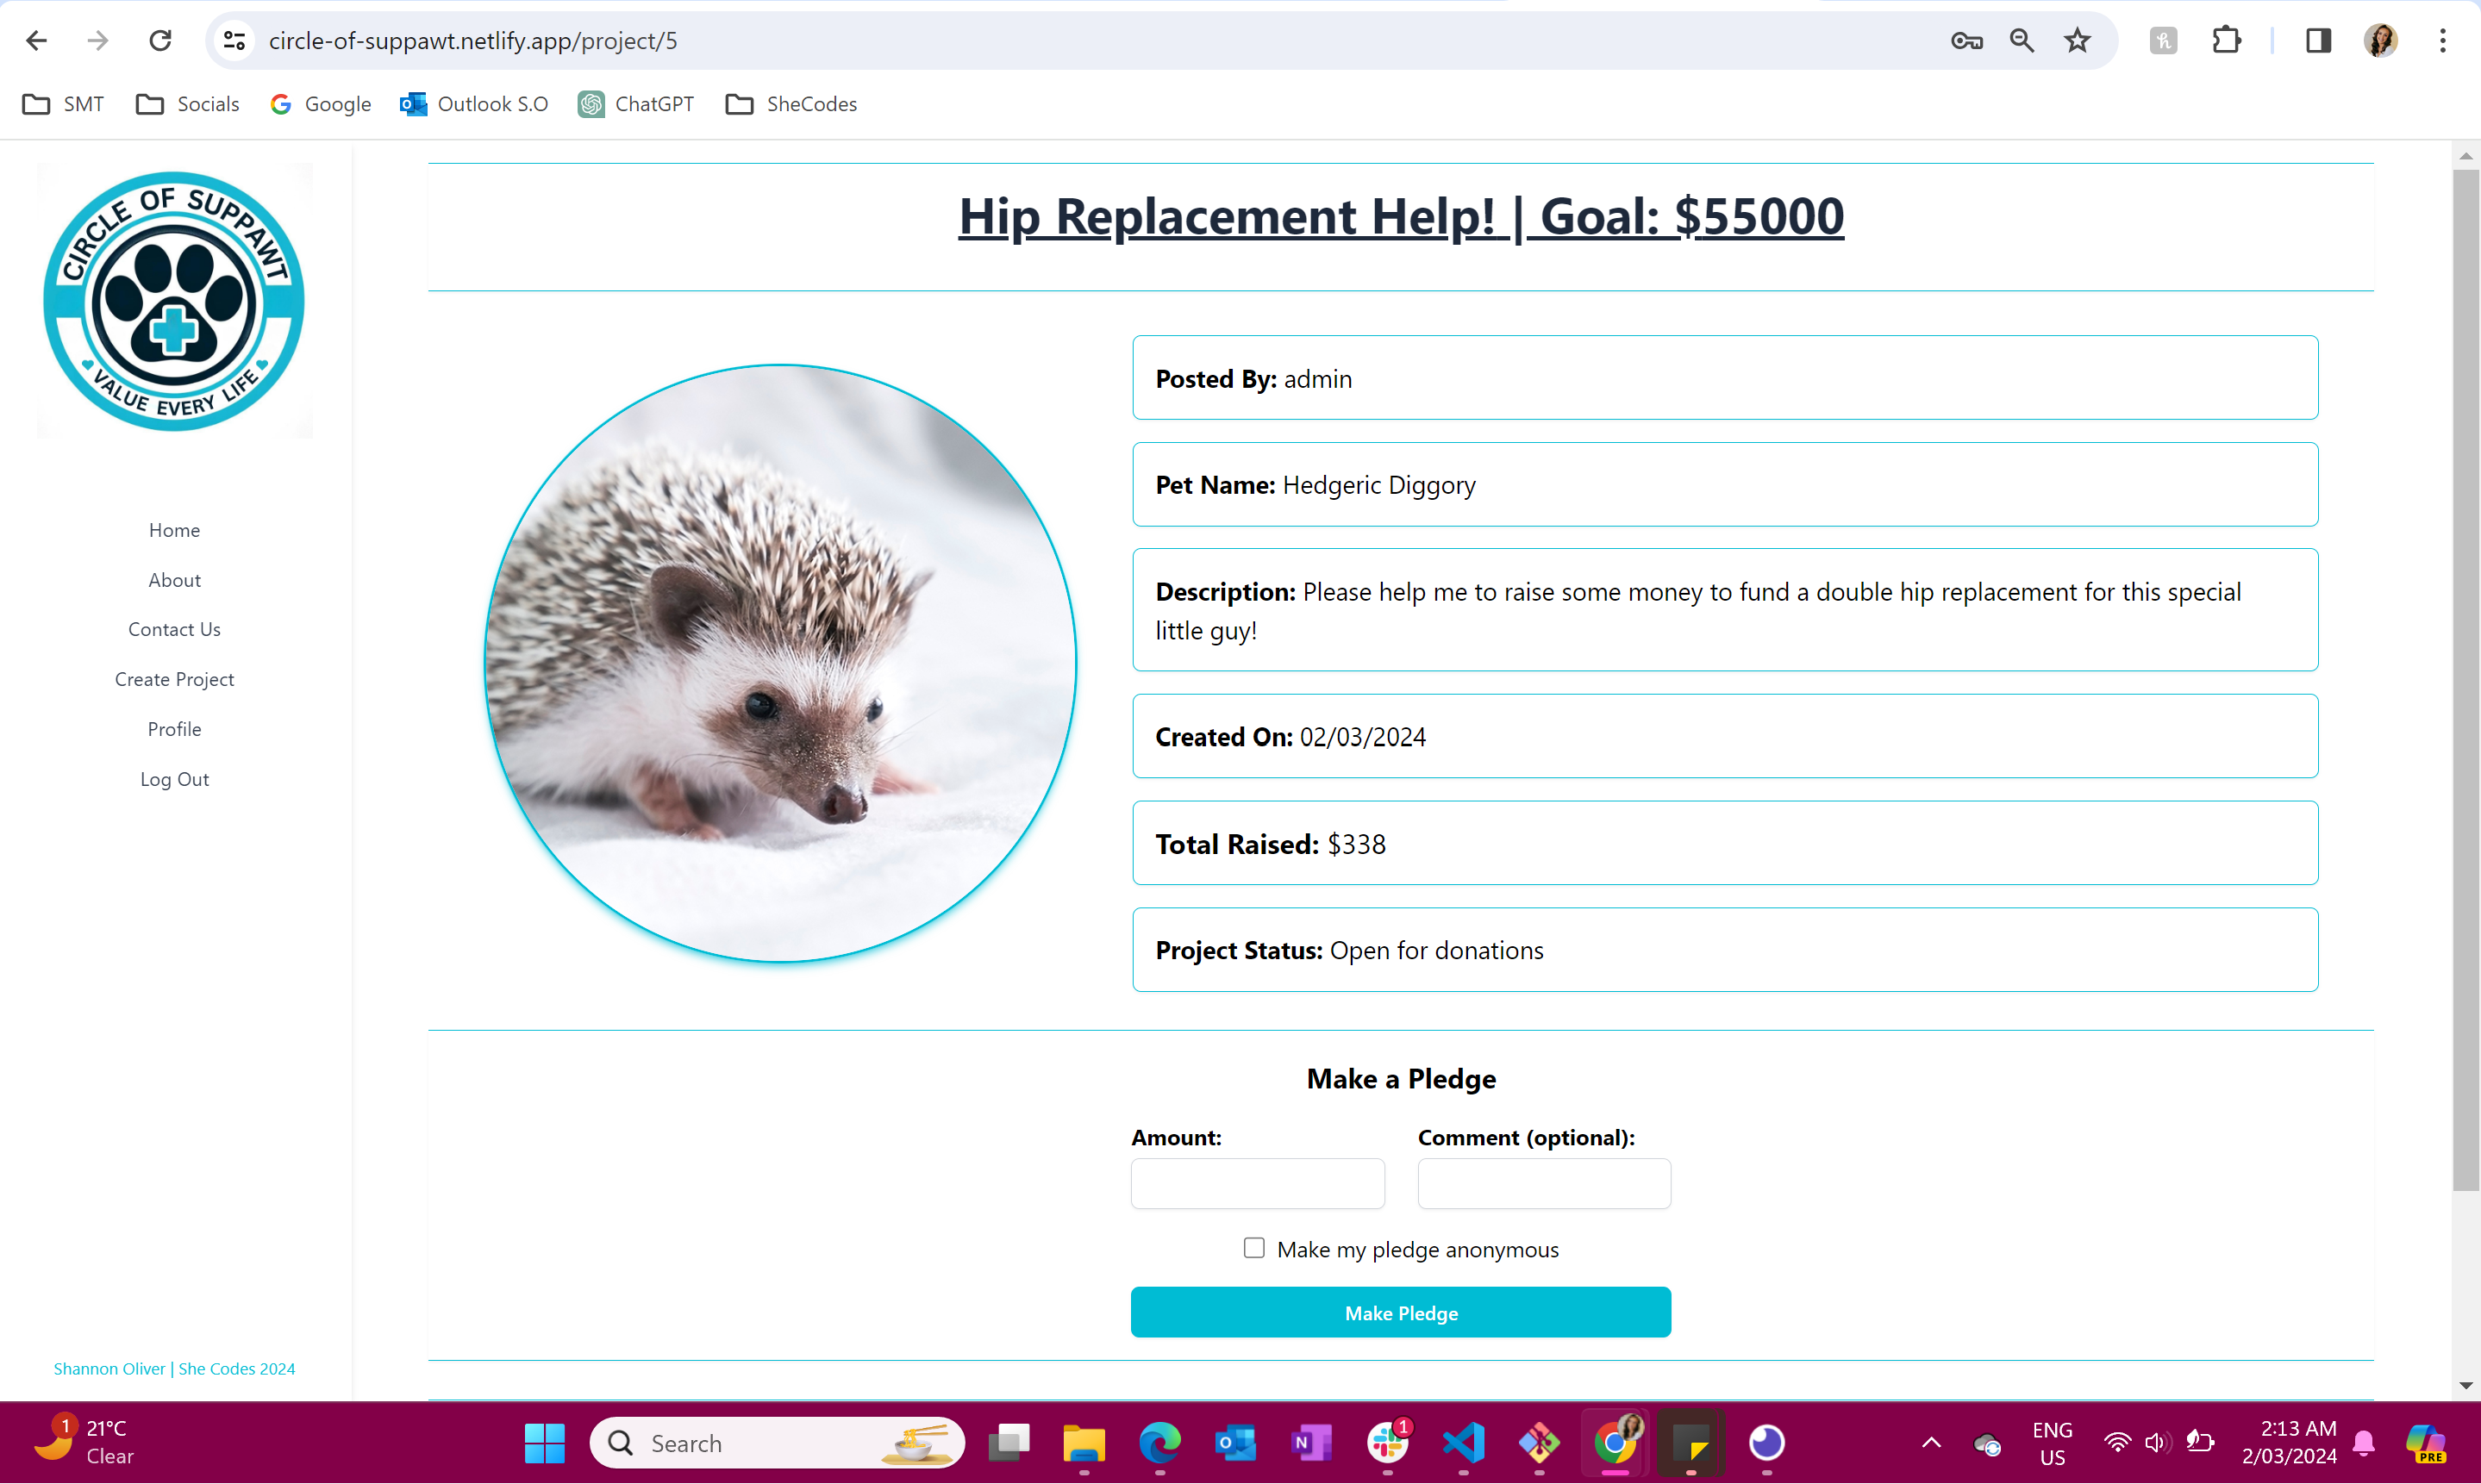 circle-of-suppawt.netlify.app/project/5
SMT
Socials
Google
Outlook S.O
ChatGPT
SheCodes
CIRCLE OF SUPPAWT
VALUE EVERY LIFE
Home
About
Contact Us
Create Project
Profile
Log Out
Shannon Oliver | She Codes 2024
Hip Replacement Help! | Goal: $55000
Posted By: admin
Pet Name: Hedgeric Diggory
Description: Please help me to raise some money to fund a double hip replacement for this special
little guy!
Created On: 02/03/2024
Total Raised: $338
Project Status: Open for donations
Make a Pledge
Amount:
Comment (optional):
Make my pledge anonymous
Make Pledge
1
21°C
Clear
Search
1
ENG
US
2:13 AM
2/03/2024
PRE